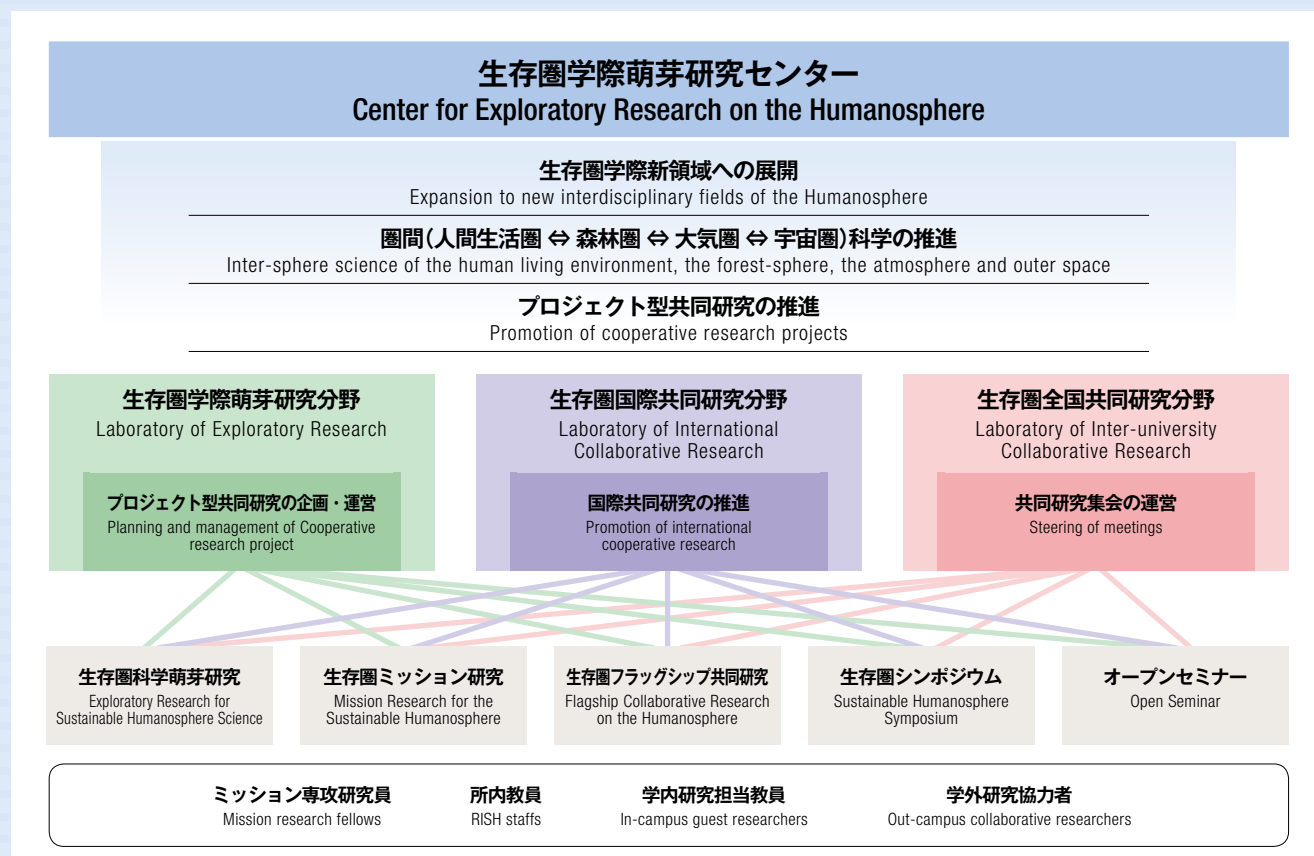 生存圏学際萌芽研究センター
Center for Exploratory Research on the Humanosphere
生存圏学際新領域への展開
Expansion to new interdisciplinary fields of the Humanosphere
圏間(人間生活圏 ⇔ 森林圏 ⇔ 大気圏 ⇔ 宇宙圏)科学の推進
Inter-sphere science of the human living environment, the forest-sphere, the atmosphere and outer space
プロジェクト型共同研究の推進
Promotion of cooperative research projects
生存圏学際萌芽研究分野
Laboratory of Exploratory Research
プロジェクト型共同研究の企画・運営
Planning and management of Cooperative
research project
生存圏国際共同研究分野
Laboratory of International
Collaborative Research
国際共同研究の推進
Promotion of international
cooperative research
生存圏全国共同研究分野
Laboratory of Inter-university
Collaborative Research
共同研究集会の運営
Steering of meetings
生存圏科学萌芽研究
Exploratory Research for
Sustainable Humanosphere Science
生存圏ミッション研究
Mission Research for the
Sustainable Humanosphere
生存圏フラッグシップ共同研究
Flagship Collaborative Research
on the Humanosphere
生存圏シンポジウム
Sustainable Humanosphere
Symposium
オープンセミナー
Open Seminar
ミッション専攻研究員
Mission research fellows
所内教員
RISH staffs
学内研究担当教員
In-campus guest researchers
学外研究協力者
Out-campus collaborative researchers